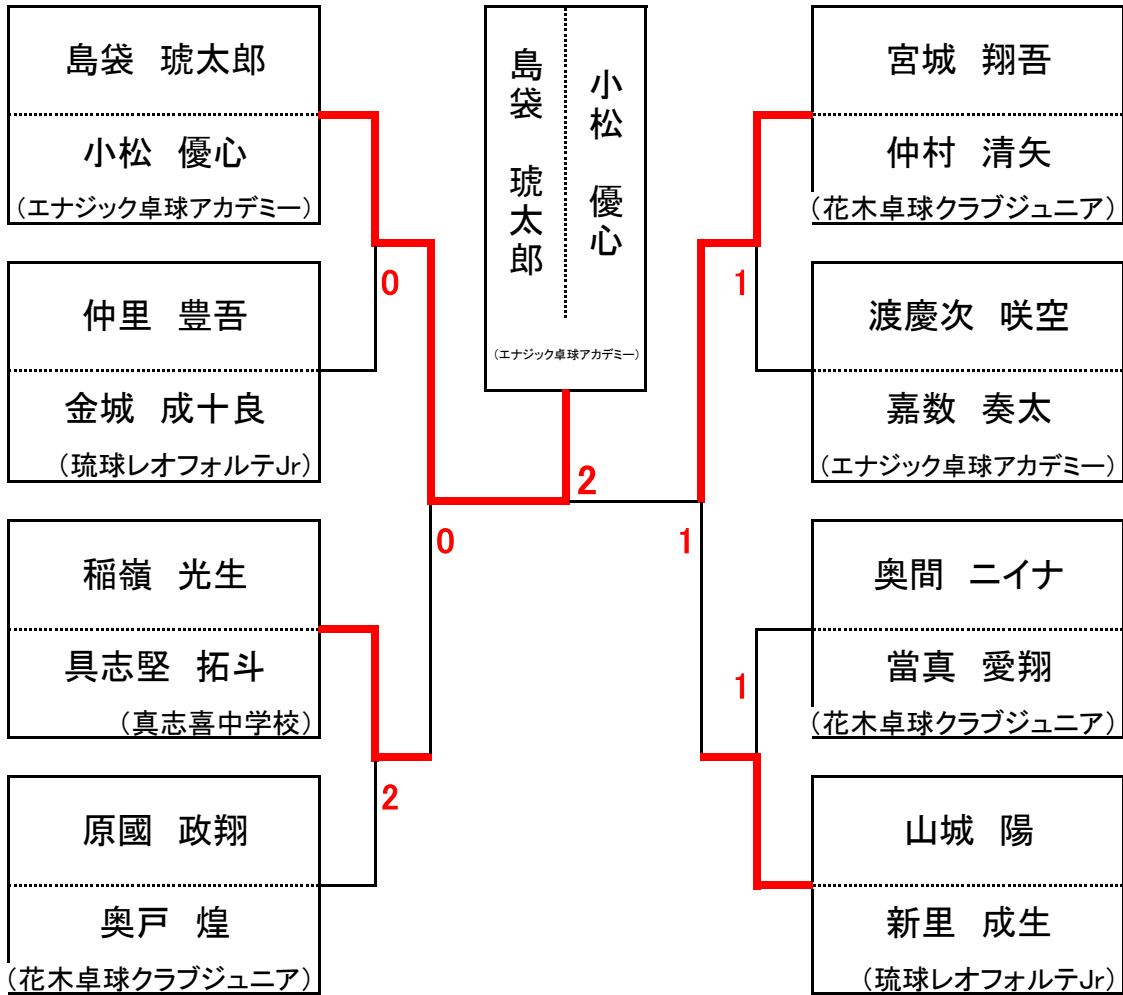 島袋 琥太郎
小松 優心
(エナジック卓球アカデミー)
仲里 豊吾
金城 成十良
(琉球レオフォルテJr)
稲嶺 光生
具志堅 拓斗
(真志喜中学校)
原國 政翔
奥戸 煌
(花木卓球クラブジュニア)
0
2
0
小松 優心
島袋 琥太郎
(エナジック卓球アカデミー)
2
1
1
1
宮城 翔吾
仲村 清矢
(花木卓球クラブジュニア)
渡慶次 咲空
嘉数 奏太
(エナジック卓球アカデミー)
奥間 ニイナ
當真 愛翔
(花木卓球クラブジュニア)
山城 陽
新里 成生
(琉球レオフォルテJr)